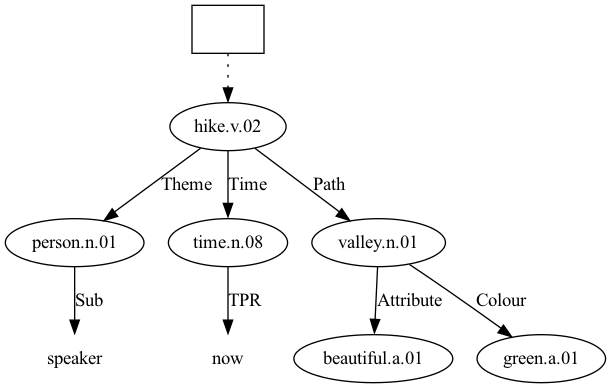 hike.v.02
Theme Time Path
person.n.01 time.n.08 valley.n.01
Sub TPR Attribute Colour
speaker now beautiful.a.01 green.a.01